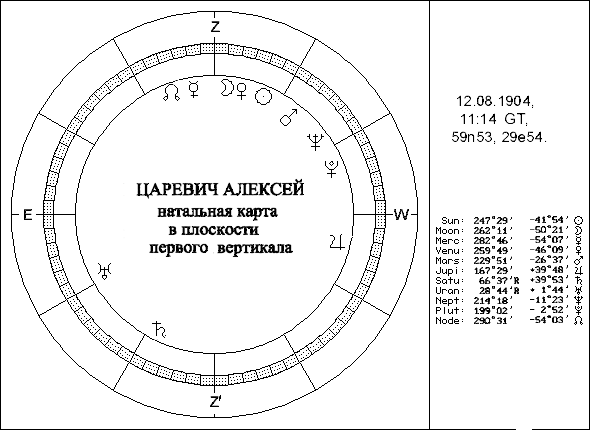 Z
12.08.1904,
11:14 GT,
59n53, 29e54.
ЦАРЕВИЧ АЛЕКСЕЙ
натальная карта
в плоскости
первого вертикала
E
W
Z'
Sun: 247°29' -41°54' ☉
Moon: 262°11' -50°21' ☽
Merc: 282°46' -54°07' ☿
Venu: 259°49' -46°09' ♀
Mars: 229°51' -26°37' ♂
Jupi: 167°29' +39°48' ♃
Satu: 66°37'R +39°53' ♄
Uran: 28°44'R + 1°44' ♅
Nept: 214°18' -11°23' ♆
Plut: 199°02' - 2°52' ♇
Node: 290°31' -54°03' ☊